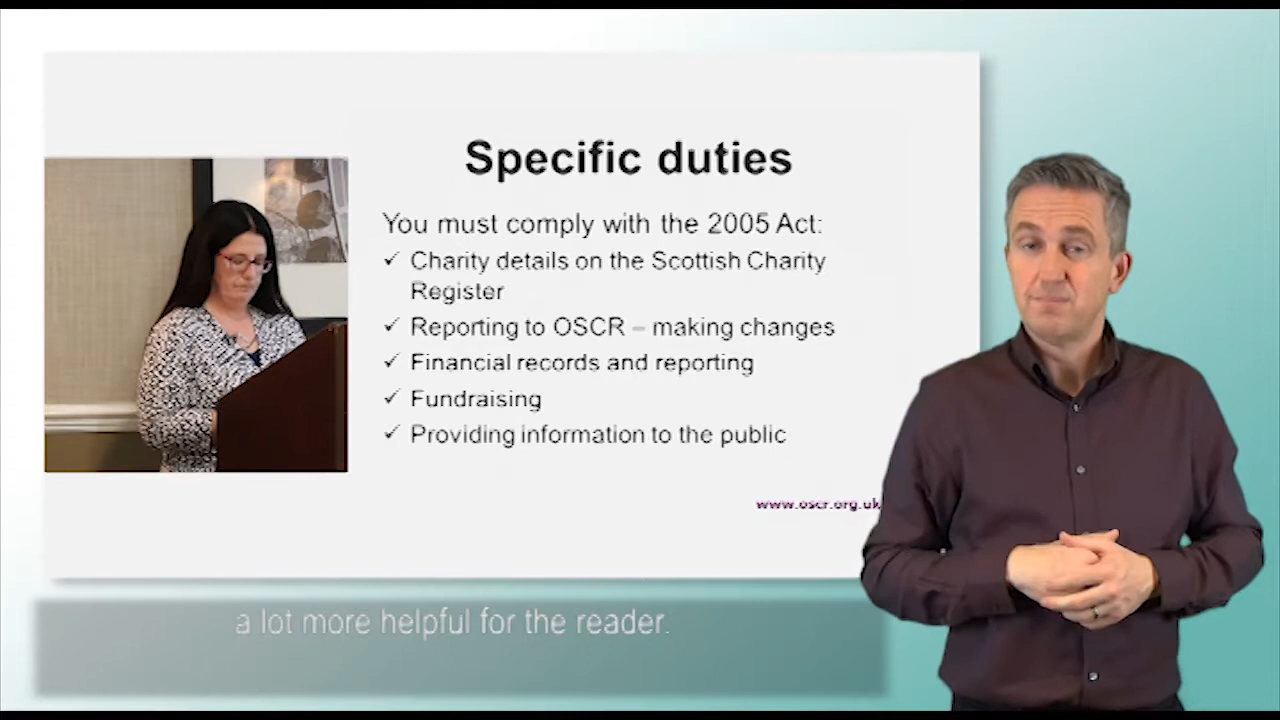 Specific duties
You must comply with the 2005 Act:
✓ Charity details on the Scottish Charity
Register
✓ Reporting to OSCR – making changes
✓ Financial records and reporting
✓ Fundraising
✓ Providing information to the public
www.oscr.org.uk
a lot more helpful for the reader.